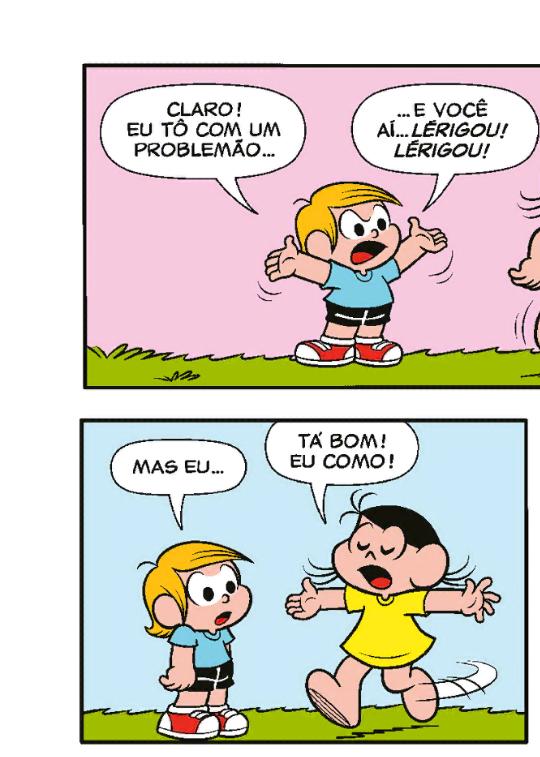 CLARO!
EU TÔ COM UM
PROBLEMÃO...
...E VOCÊ
AÍ...LÉRIGOU!
LÉRIGOU!
MAS EU...
TÁ BOM!
EU COMO!